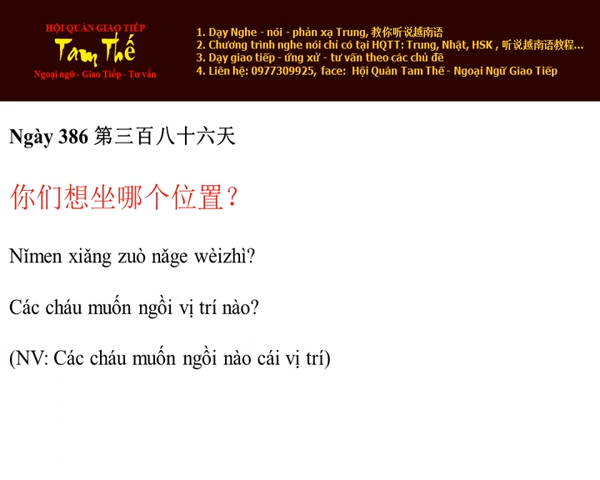 HỘI QUÁN GIAO TIẾP
Tam Thế
Ngoại ngữ - Giao Tiếp - Tư vấn
1. Dạy Nghe - nói - phản xạ Trung, 教你听说越南语
2. Chương trình nghe nói chỉ có tại HQTT: Trung, Nhật, HSK , 听说越南语教程...
3. Dạy giao tiếp - ứng xử - tư vấn theo các chủ đề
4. Liên hệ: 0977309925, face: Hội Quán Tam Thế - Ngoại Ngữ Giao Tiếp
Ngày 386 第三百八十六天
你们想坐哪个位置？
Nǐmen xiǎng zuò nǎge wèizhì?
Các cháu muốn ngồi vị trí nào?
(NV: Các cháu muốn ngồi nào cái vị trí)